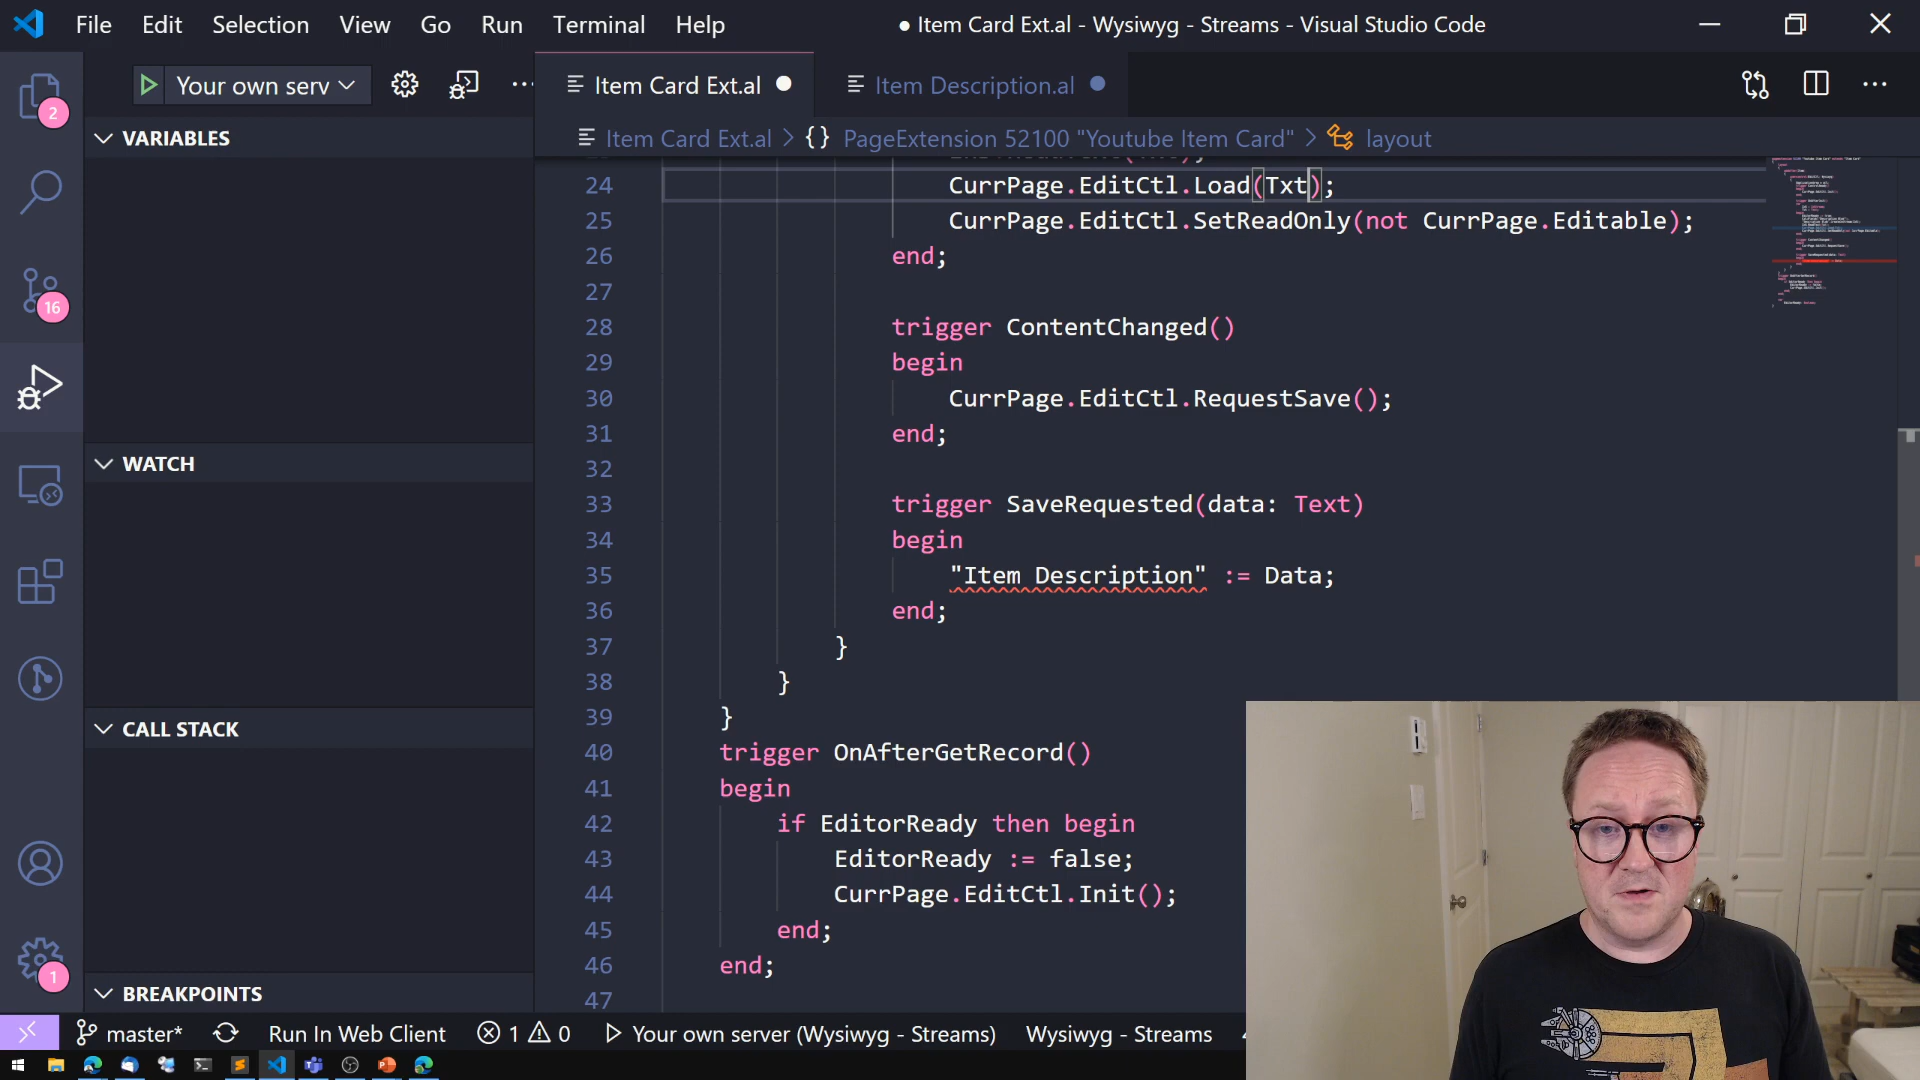 File Edit Selection View Go Run Terminal Help
● Item Card Ext.al - Wysiwyg - Streams - Visual Studio Code
Your own serv
Item Card Ext.al
Item Description.al
Item Card Ext.al > {} PageExtension 52100 "Youtube Item Card" > layout
2
16
1
VARIABLES
WATCH
CALL STACK
BREAKPOINTS
24 CurrPage.EditCtl.Load(Txt);
25 CurrPage.EditCtl.SetReadOnly(not CurrPage.Editable);
26 end;
27
28 trigger ContentChanged()
29 begin
30 CurrPage.EditCtl.RequestSave();
31 end;
32
33 trigger SaveRequested(data: Text)
34 begin
35 "Item Description" := Data;
36 end;
37 }
38 }
39 }
40 trigger OnAfterGetRecord()
41 begin
42 if EditorReady then begin
43 EditorReady := false;
44 CurrPage.EditCtl.Init();
45 end;
46 end;
47
master* Run In Web Client 1 0 Your own server (Wysiwyg - Streams) Wysiwyg - Streams